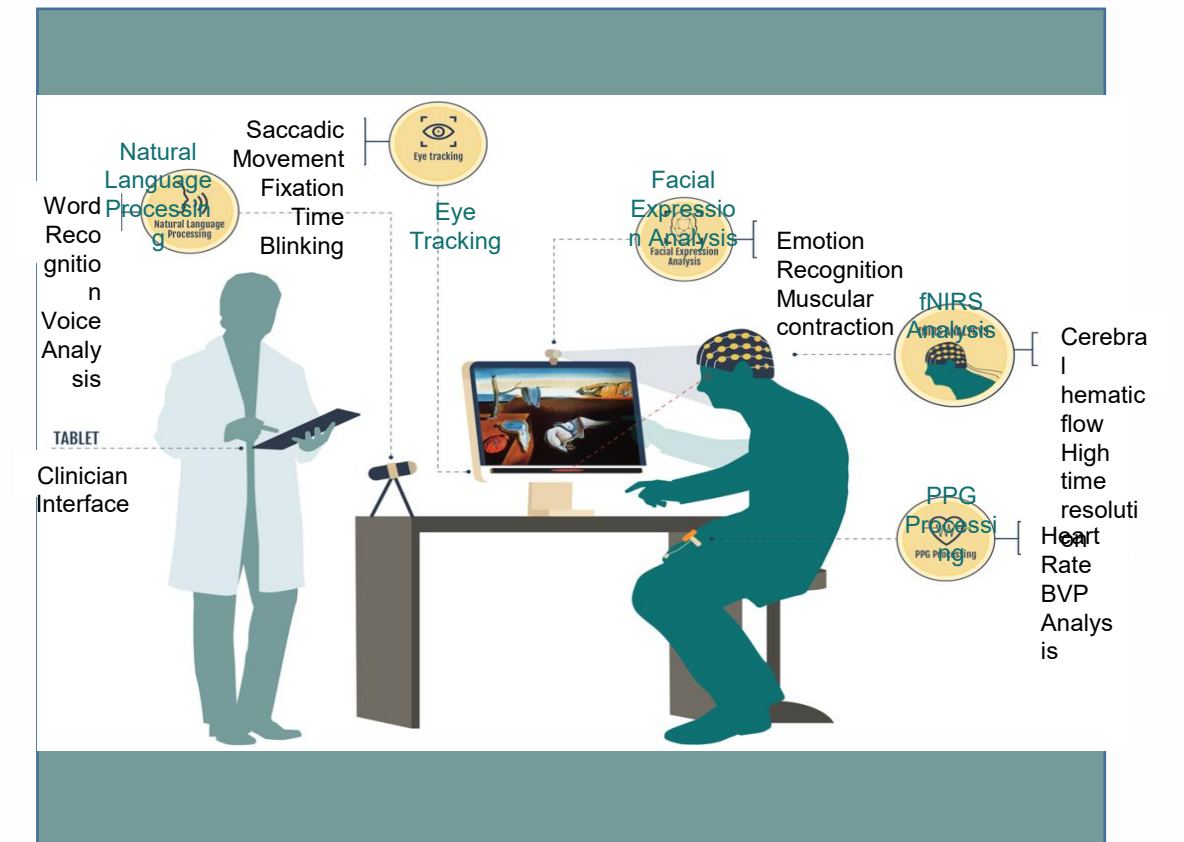 Natural
Language
Processin
g
Natural Language
Processing
Word
Reco
gnitio
n
Voice
Analy
sis
Saccadic
Movement
Fixation
Time
Blinking
Eye tracking
Eye
Tracking
Facial
Expressio
n Analysis
Facial Expression
Analysis
Emotion
Recognition
Muscular
contraction
fNIRS
Analysis
Cerebra
l
hematic
flow
High
time
resoluti
on
PPG
Processi
ng
PPG Processing
Heart
Rate
BVP
Analys
is
TABLET
Clinician
Interface